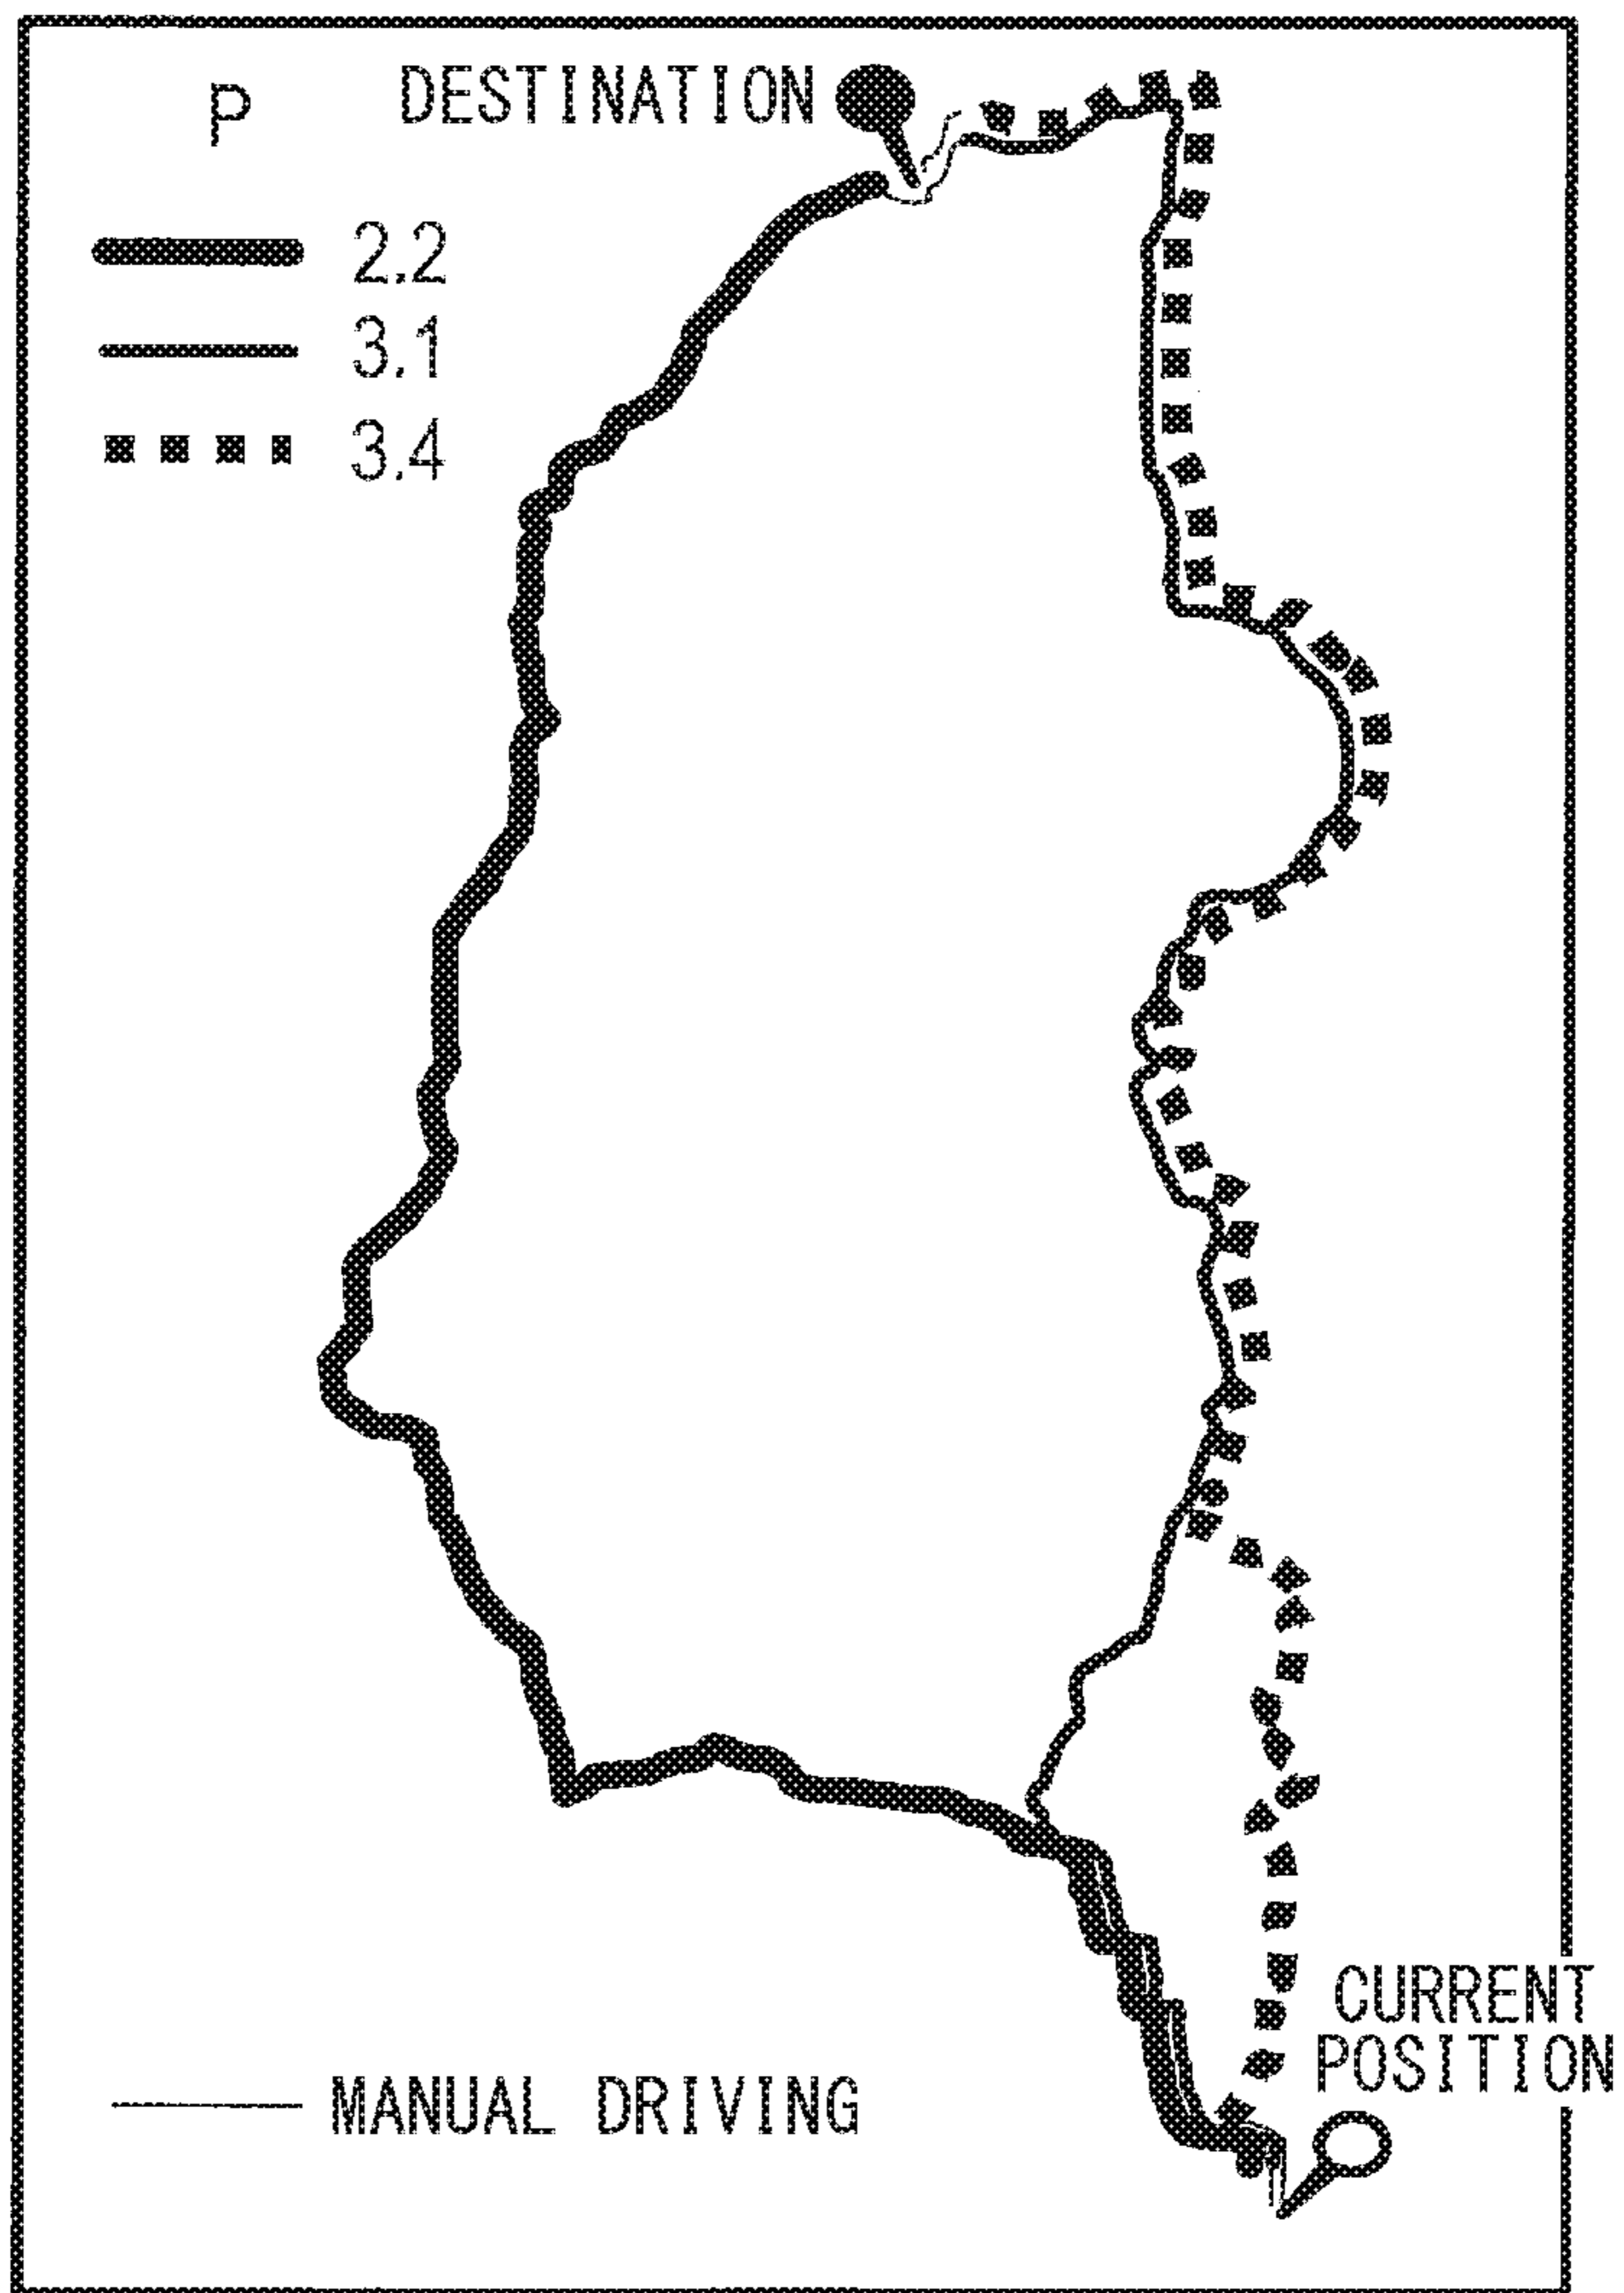 P
DESTINATION
2.2
3.1
3.4
CURRENT
POSITION
MANUAL DRIVING